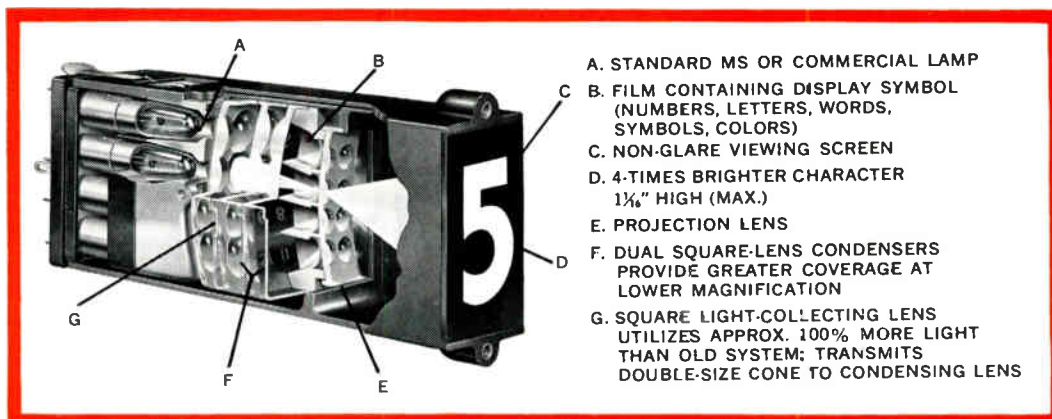 A
B
C
A. STANDARD MS OR COMMERCIAL LAMP
B. FILM CONTAINING DISPLAY SYMBOL
(NUMBERS, LETTERS, WORDS,
SYMBOLS, COLORS)
C. NON-GLARE VIEWING SCREEN
D. 4-TIMES BRIGHTER CHARACTER
1 1/16" HIGH (MAX.)
E. PROJECTION LENS
F. DUAL SQUARE-LENS CONDENSERS
PROVIDE GREATER COVERAGE AT
LOWER MAGNIFICATION
G. SQUARE LIGHT-COLLECTING LENS
UTILIZES APPROX. 100% MORE LIGHT
THAN OLD SYSTEM; TRANSMITS
DOUBLE-SIZE CONE TO CONDENSING LENS
5
8
D
G
F
E